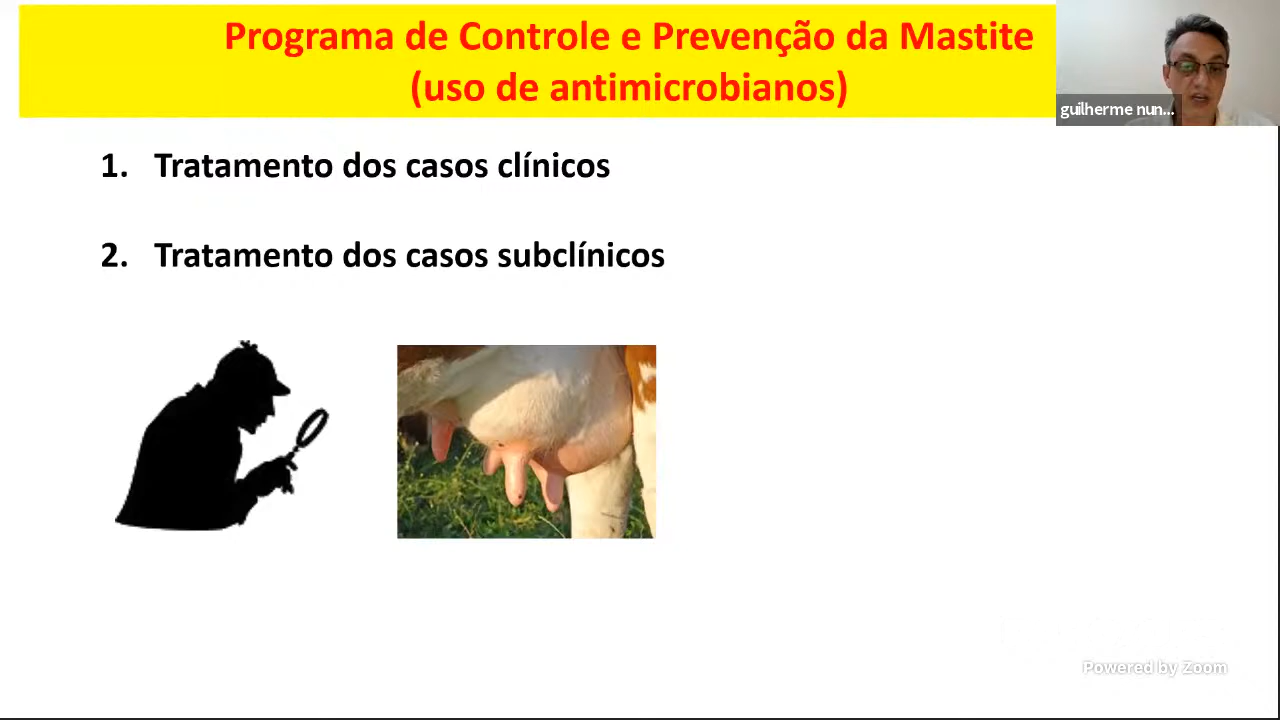 Programa de Controle e Prevenção da Mastite
(uso de antimicrobianos)
guilherme nun...
1. Tratamento dos casos clínicos
2. Tratamento dos casos subclínicos
Powered by Zoom